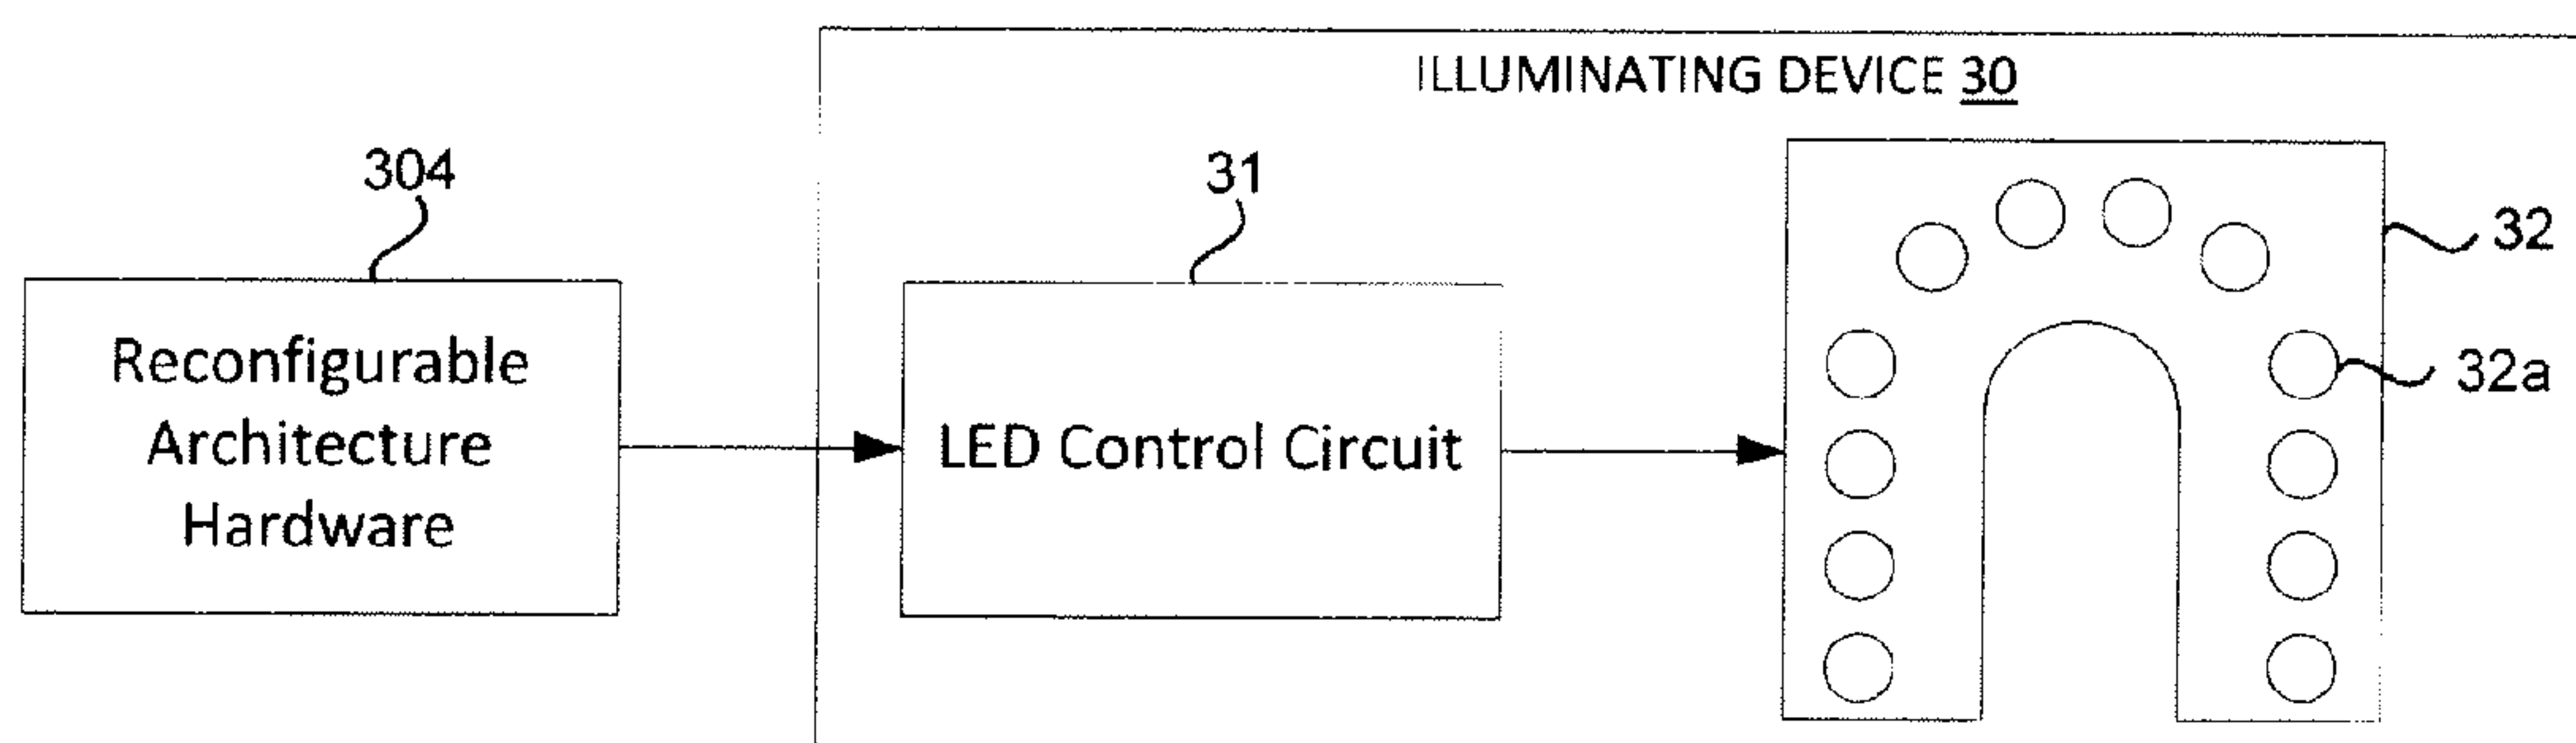 ILLUMINATING DEVICE 30
304
31
32
32a
Reconfigurable
Architecture
Hardware
LED Control Circuit